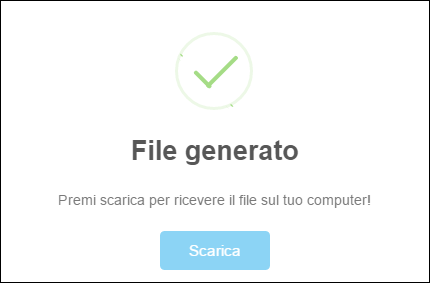 File generato
Premi scarica per ricevere il file sul tuo computer!
Scarica